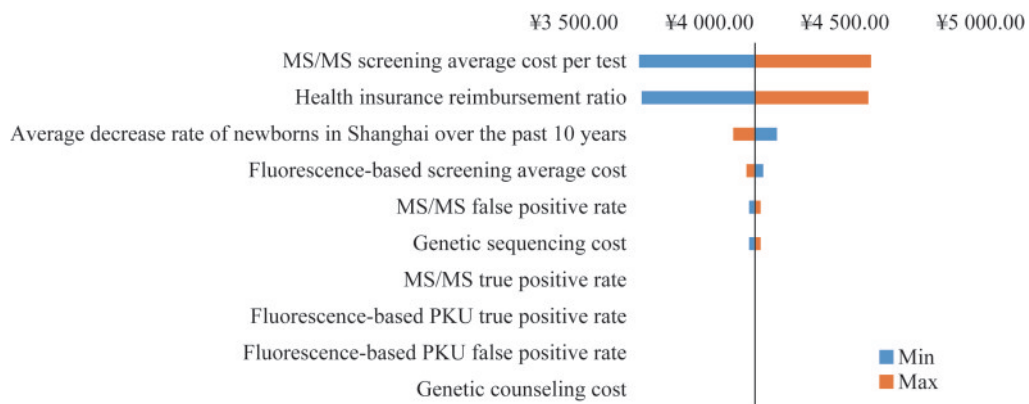 ¥3 500.00 ¥4 000.00 ¥4 500.00 ¥5 000.00
MS/MS screening average cost per test
Health insurance reimbursement ratio
Average decrease rate of newborns in Shanghai over the past 10 years
Fluorescence-based screening average cost
MS/MS false positive rate
Genetic sequencing cost
MS/MS true positive rate
Fluorescence-based PKU true positive rate
Fluorescence-based PKU false positive rate
Min
Genetic counseling cost
Max